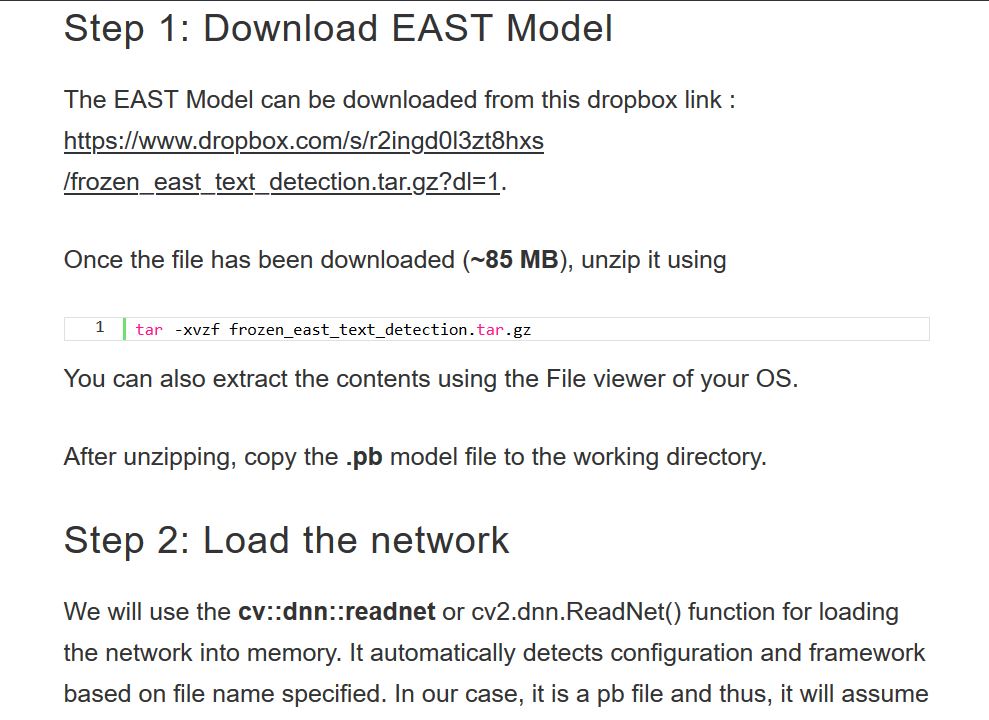 Step 1: Download EAST Model
The EAST Model can be downloaded from this dropbox link :
https://www.dropbox.com/s/r2ingd0l3zt8hxs
/frozen_east_text_detection.tar.gz?dl=1.
Once the file has been downloaded (~85 MB), unzip it using
1 tar -xvzf frozen_east_text_detection.tar.gz
You can also extract the contents using the File viewer of your OS.
After unzipping, copy the .pb model file to the working directory.
Step 2: Load the network
We will use the cv::dnn::readnet or cv2.dnn.ReadNet() function for loading
the network into memory. It automatically detects configuration and framework
based on file name specified. In our case, it is a pb file and thus, it will assume